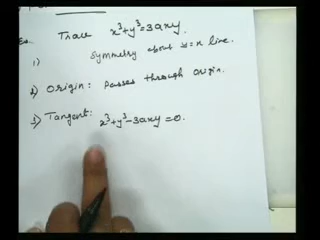 Ex. Trace x³+y³=3axy.
1) Symmetry about y=x line.
2) Origin: Passes through origin.
3) Tangent: x³+y³-3axy=0.